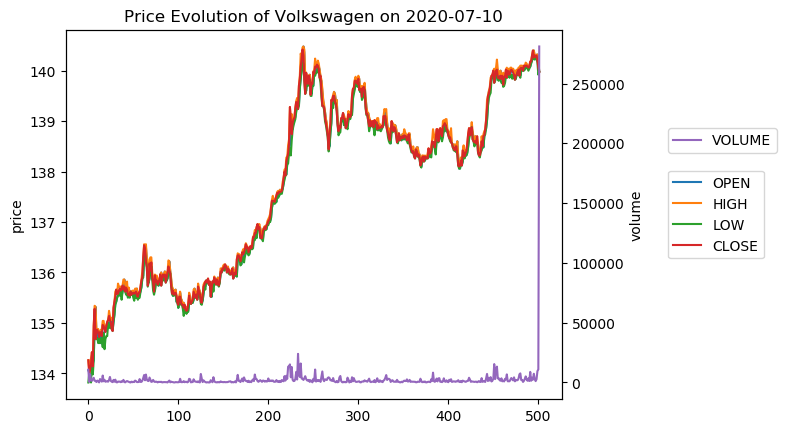 Price Evolution of Volkswagen on 2020-07-10
140
139
138
137
136
135
134
price
0
100
200
300
400
500
250000
200000
150000
100000
50000
0
volume
VOLUME
OPEN
HIGH
LOW
CLOSE